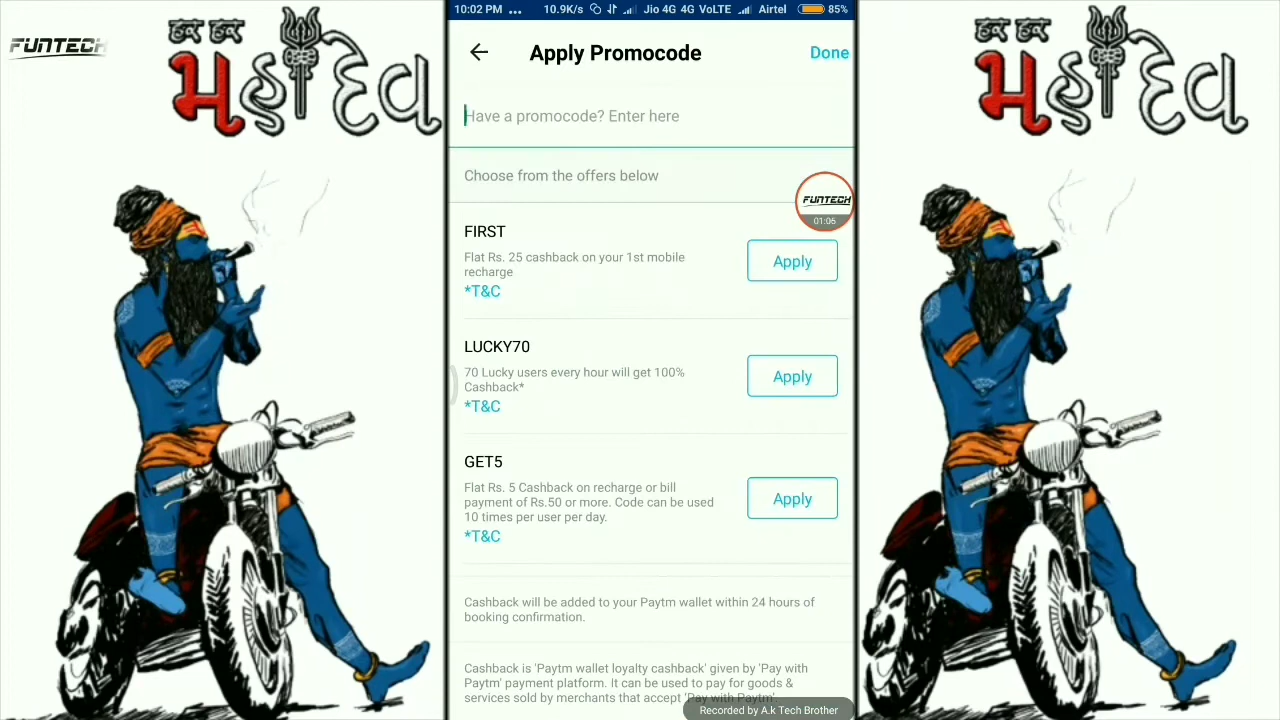 FUNTECH
હર હર
મહાદેવ
10:02 PM ... 10.9K/s Jio 4G 4G VoLTE Airtel 85%
Apply Promocode
Done
Have a promocode? Enter here
Choose from the offers below
FUNTECH
01:06
FIRST
Flat Rs. 25 cashback on your 1st mobile
recharge
*T&C
Apply
LUCKY70
70 Lucky users every hour will get 100%
Cashback*
*T&C
Apply
GET5
Flat Rs. 5 Cashback on recharge or bill
payment of Rs.50 or more. Code can be used
10 times per user per day.
*T&C
Apply
Cashback will be added to your Paytm wallet within 24 hours of
booking confirmation.
Cashback is 'Paytm wallet loyalty cashback' given by 'Pay with
Paytm' payment platform. It can be used to pay for goods &
services sold by merchants that accept 'Pay with Paytm'.
Recorded by A.k Tech Brother
હર હર
મહાદેવ